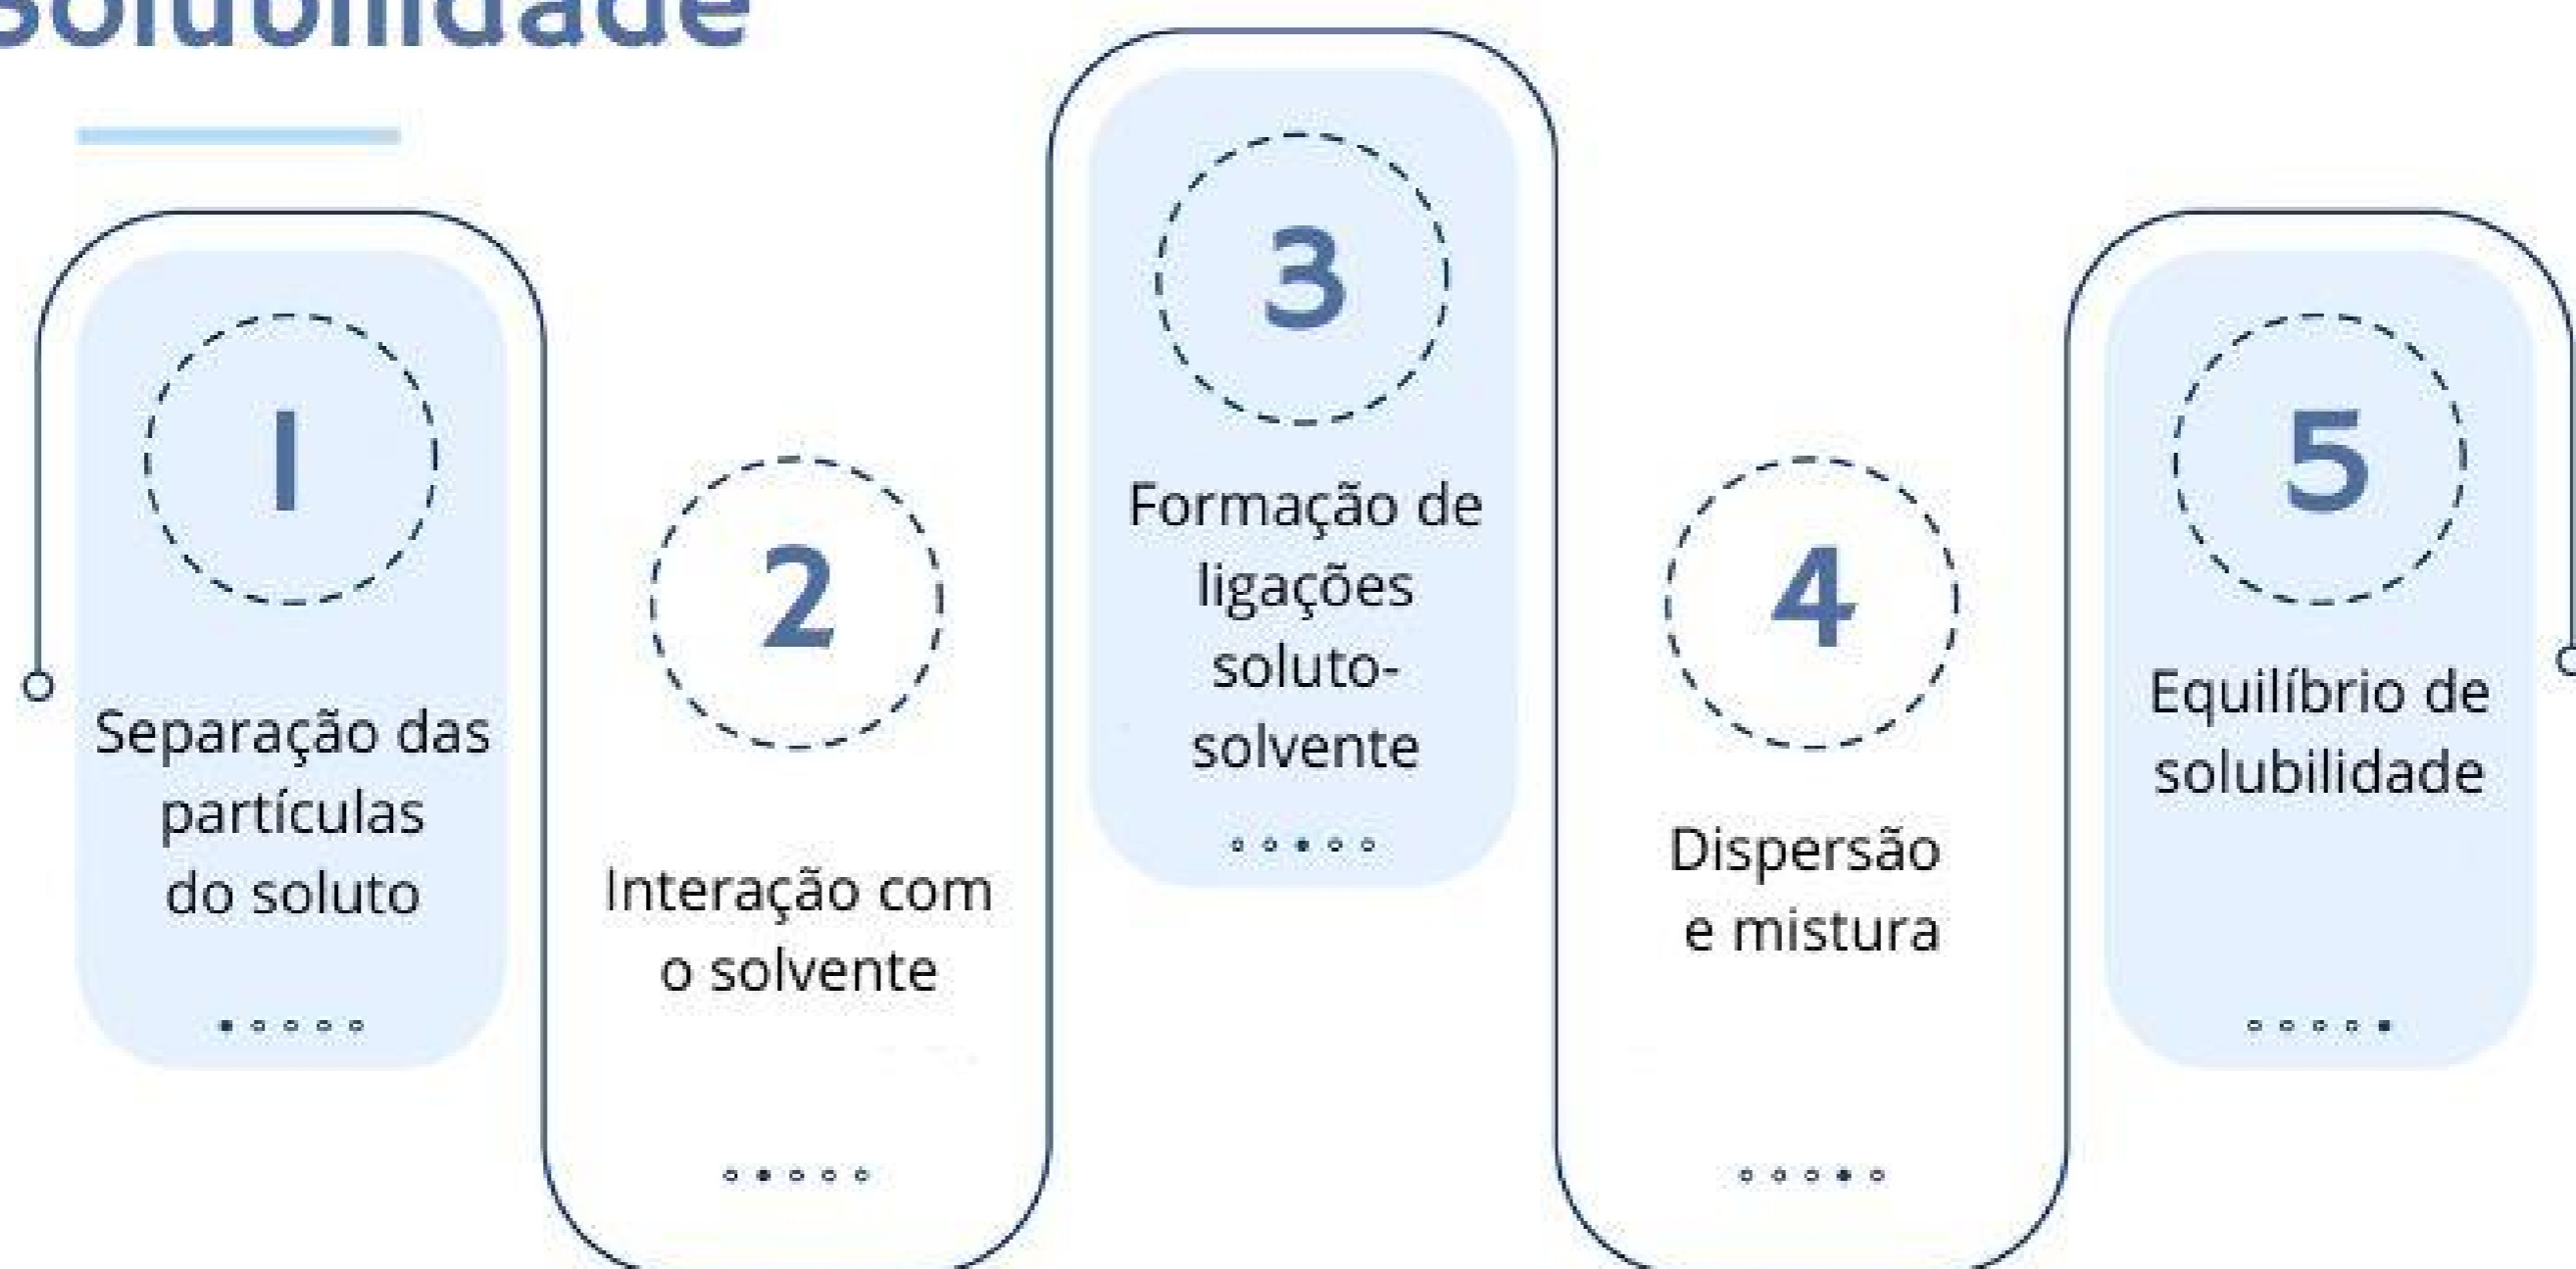 Solubilidade
1
Separação das
partículas
do soluto
2
Interação com
o solvente
3
Formação de
ligações
soluto-
solvente
4
Dispersão
e mistura
5
Equilíbrio de
solubilidade